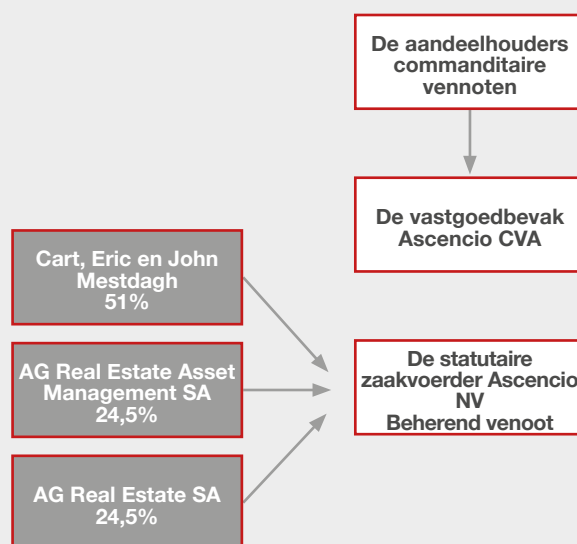 De aandeelhouders
commanditaire
vennoten
De vastgoedbevak
Ascencio CVA
Cart, Eric en John
Mestdagh
51%
AG Real Estate Asset
Management SA
24,5%
AG Real Estate SA
24,5%
De statutaire
zaakvoerder Ascencio
NV
Beherend venoot